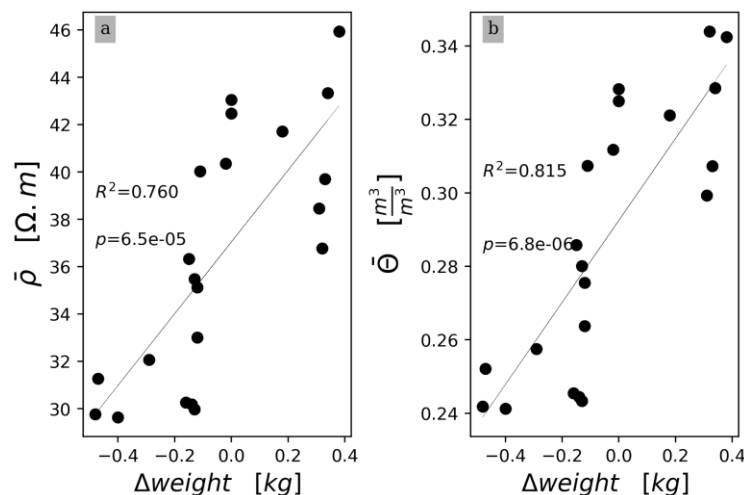 a
46
44
42
40
38
36
34
32
30
R²=0.760
p=6.5e-05
ρ̄ [Ω. m]
−0.4 −0.2 0.0 0.2 0.4
Δweight [kg]
b
0.34
0.32
0.30
0.28
0.26
0.24
R²=0.815
p=6.8e-06
Θ̄ [m³/m³]
−0.4 −0.2 0.0 0.2 0.4
Δweight [kg]